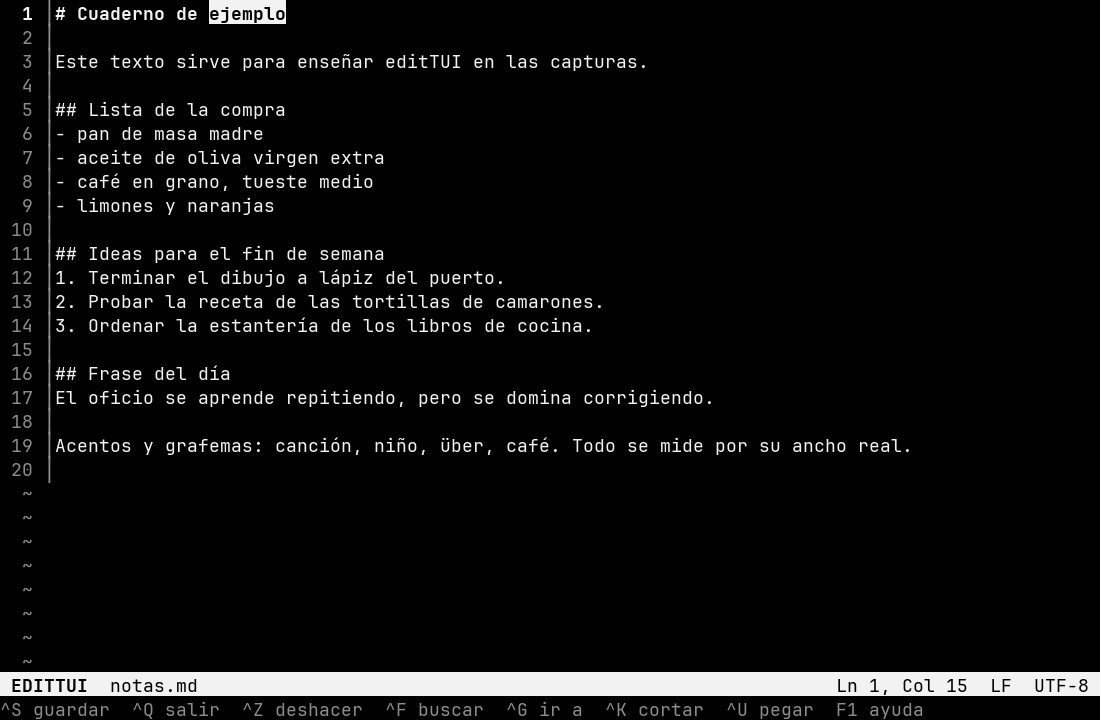 1 # Cuaderno de ejemplo
2
3 Este texto sirve para enseñar editTUI en las capturas.
4
5 ## Lista de la compra
6 - pan de masa madre
7 - aceite de oliva virgen extra
8 - café en grano, tueste medio
9 - limones y naranjas
10
11 ## Ideas para el fin de semana
12 1. Terminar el dibujo a lápiz del puerto.
13 2. Probar la receta de las tortillas de camarones.
14 3. Ordenar la estantería de los libros de cocina.
15
16 ## Frase del día
17 El oficio se aprende repitiendo, pero se domina corrigiendo.
18
19 Acentos y grafemas: canción, niño, über, café. Todo se mide por su ancho real.
20
~
~
~
~
~
~
~
~
EDITTUI notas.md Ln 1, Col 15 LF UTF-8
^S guardar ^Q salir ^Z deshacer ^F buscar ^G ir a ^K cortar ^U pegar F1 ayuda